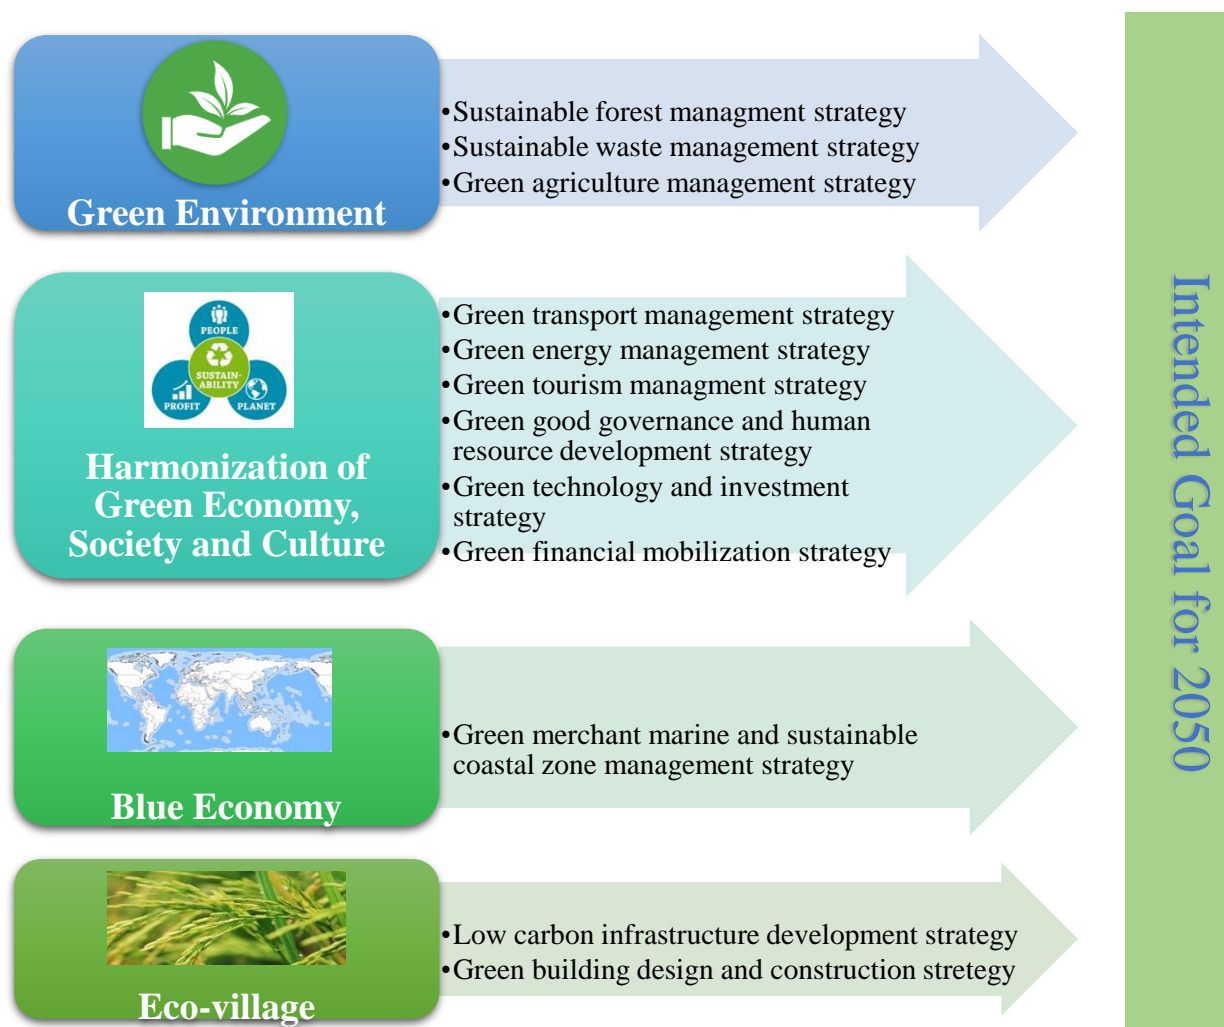 Green Environment
•Sustainable forest managment strategy
•Sustainable waste management strategy
•Green agriculture management strategy
PEOPLE
SUSTAIN-
ABILITY
PROFIT
PLANET
Harmonization of
Green Economy,
Society and Culture
•Green transport management strategy
•Green energy management strategy
•Green tourism managment strategy
•Green good governance and human
resource development strategy
•Green technology and investment
strategy
•Green financial mobilization strategy
Blue Economy
•Green merchant marine and sustainable
coastal zone management strategy
Eco-village
•Low carbon infrastructure development strategy
•Green building design and construction stretegy
Intended Goal for 2050